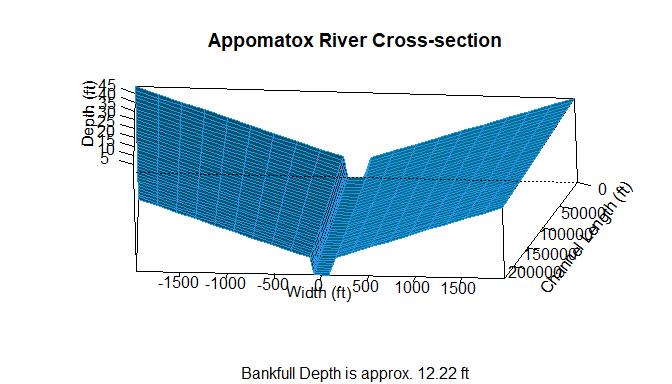 Appomatox River Cross-section
Depth (ft)
45
40
35
30
25
20
15
10
5
-1500 -1000 -500 0 500 1000 1500
Width (ft)
0
50000
100000
150000
200000
Channel Length (ft)
Bankfull Depth is approx. 12.22 ft